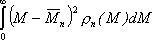 ∫₀^∞ (M − M̅ₙ)² ρₙ(M)dM